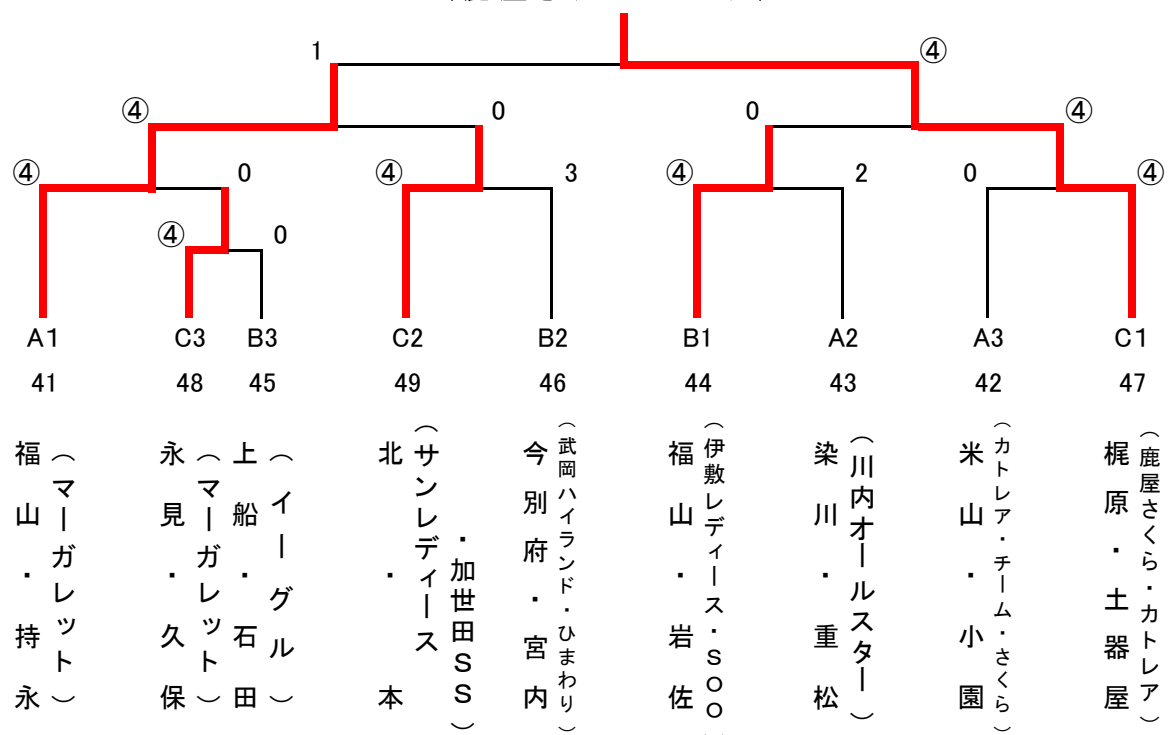 1 ④
④ 0 0 ④
④ 0 ④ 3 ④ 2 0 ④
④ 0
A1 C3 B3 C2 B2 B1 A2 A3 C1
41 48 45 49 46 44 43 42 47
福山・持永
（マーガレット）
永見・久保
（マーガレット）
上船・石田
（イーグル）
北・本
（サンレディース
・加世田SS）
今別府・宮内
（武岡ハイランド・ひまわり）
福山・岩佐
（伊敷レディース・SOO
染川・重松
（川内オールスター）
米山・小園
（カトレア・チーム・さくら）
梶原・土器屋
（鹿屋さくら・カトレア）